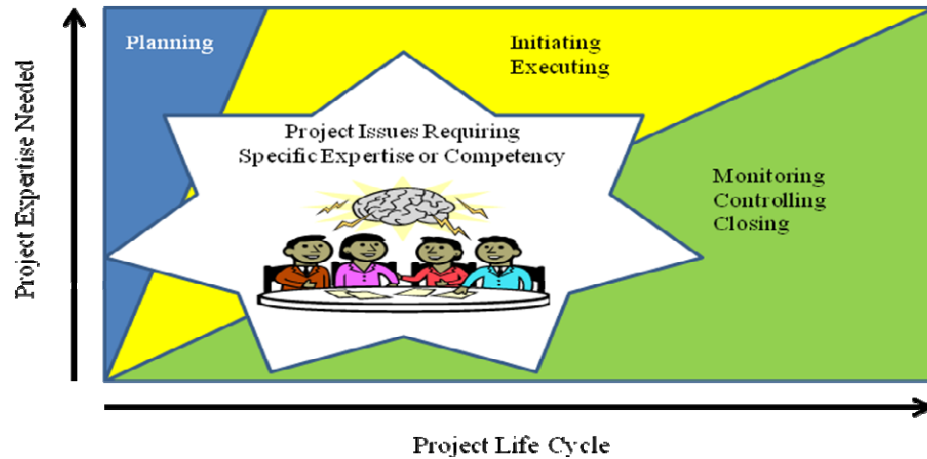 Project Expertise Needed
Planning
Initiating
Executing
Project Issues Requiring
Specific Expertise or Competency
Monitoring
Controlling
Closing
Project Life Cycle